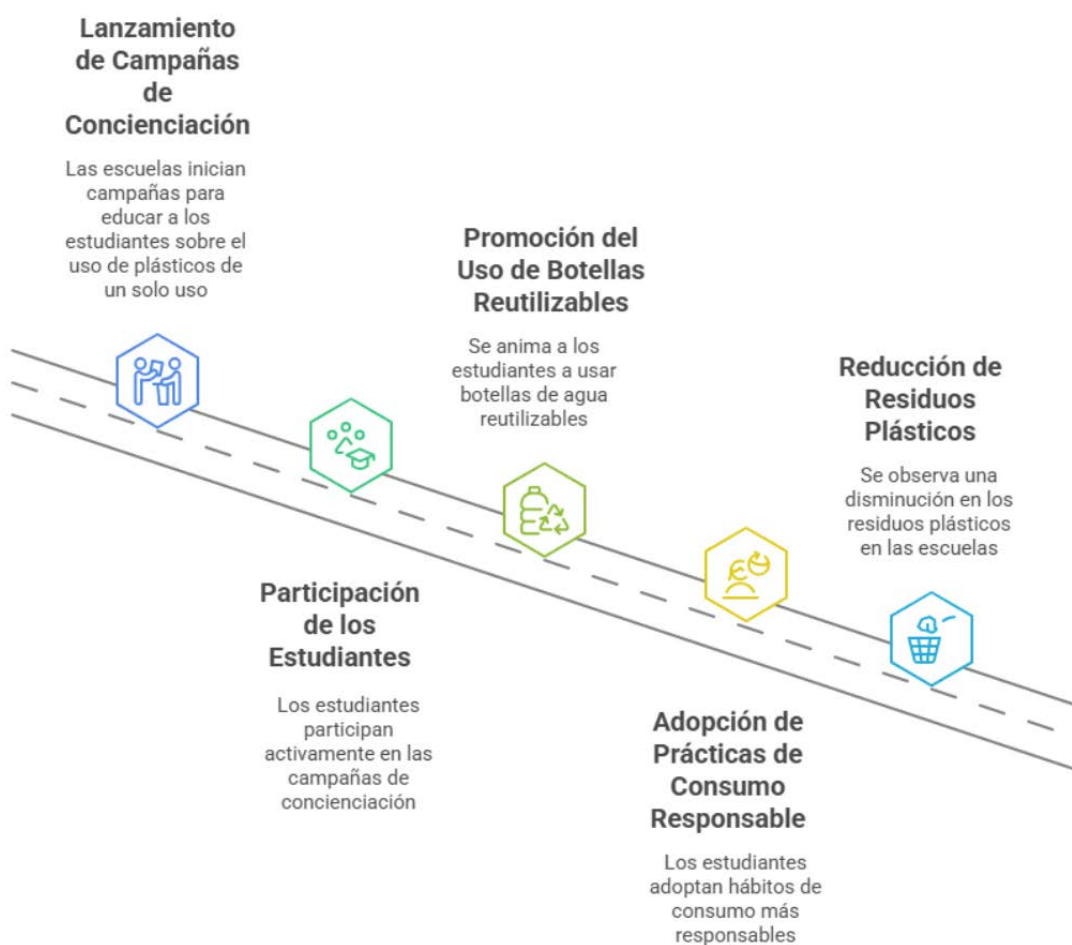 Lanzamiento
de Campañas
de
Concienciación
Las escuelas inician
campañas para
educar a los
estudiantes sobre el
uso de plásticos de
un solo uso
Participación
de los
Estudiantes
Los estudiantes
participan
activamente en las
campañas de
concienciación
Promoción del
Uso de Botellas
Reutilizables
Se anima a los
estudiantes a usar
botellas de agua
reutilizables
Adopción de
Prácticas de
Consumo
Responsable
Los estudiantes
adoptan hábitos de
consumo más
responsables
Reducción de
Residuos
Plásticos
Se observa una
disminución en los
residuos plásticos
en las escuelas